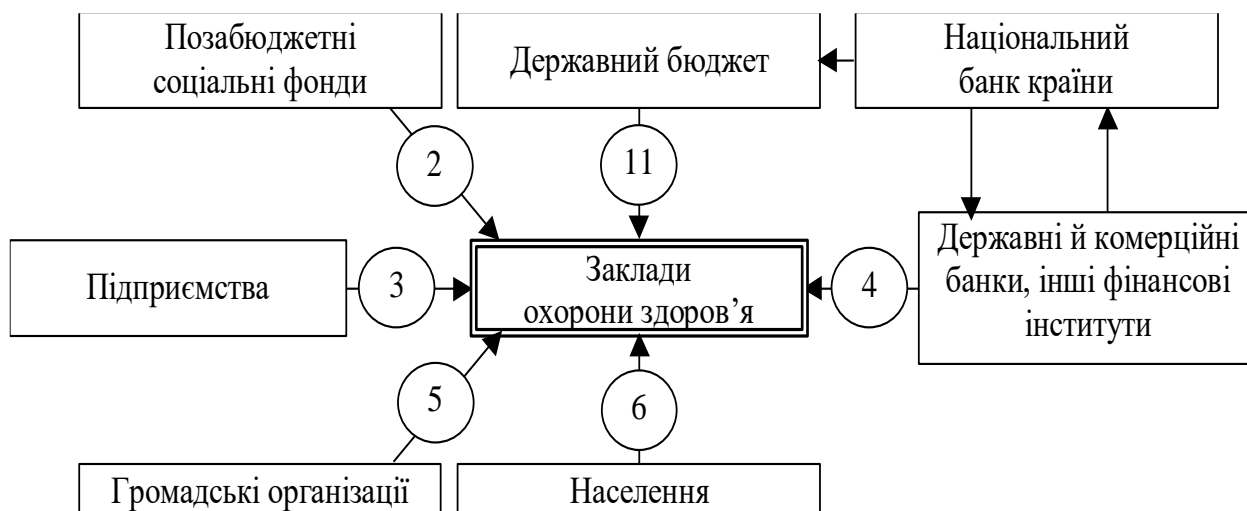 Позабюджетні
соціальні фонди
Державний бюджет
Національний
банк країни
2
11
Підприємства
3
Заклади
охорони здоров’я
4
Державні й комерційні
банки, інші фінансові
інститути
5
6
Громадські організації
Населення